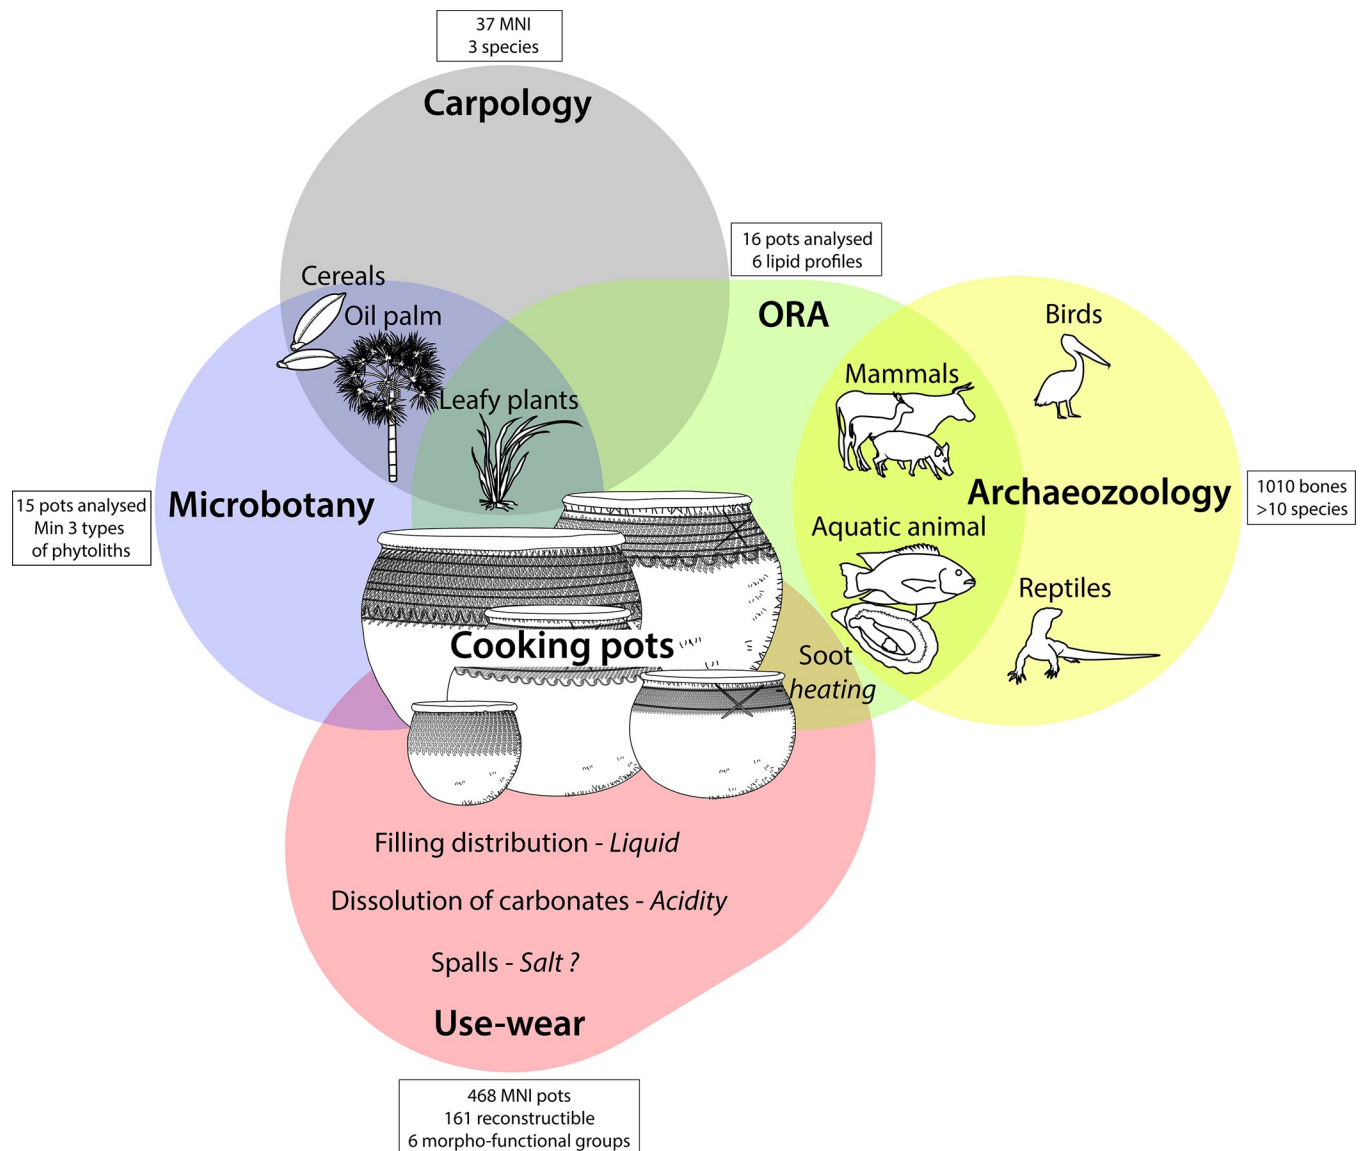 37 MNI
3 species
Carpology
16 pots analysed
6 lipid profiles
ORA
Cereals
Oil palm
Leafy plants
Birds
Mammals
Microbotany
15 pots analysed
Min 3 types
of phytoliths
Archaeozoology
1010 bones
>10 species
Aquatic animal
Reptiles
Cooking pots
Soot
- heating
Filling distribution - Liquid
Dissolution of carbonates - Acidity
Spalls - Salt ?
Use-wear
468 MNI pots
161 reconstructible
6 morpho-functional groups